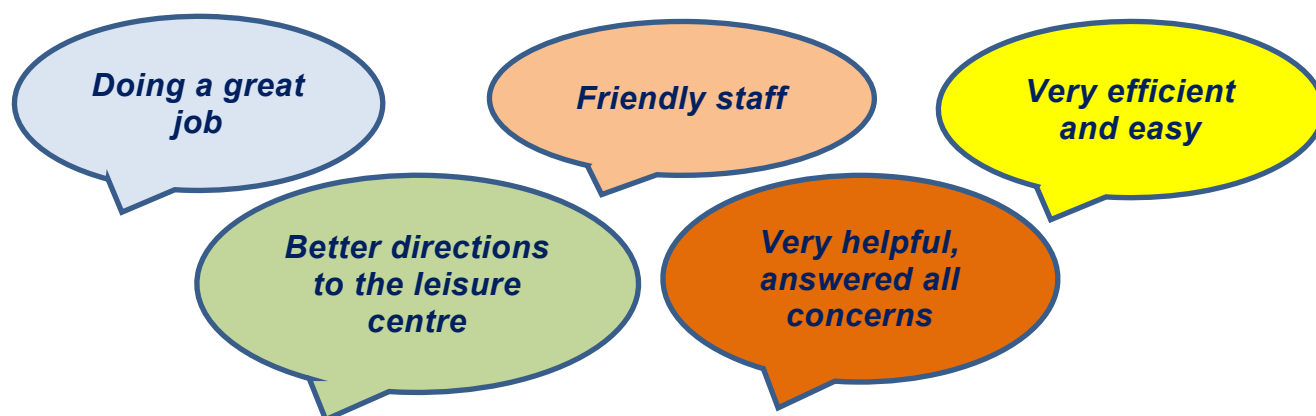 Doing a great
job
Friendly staff
Very efficient
and easy
Better directions
to the leisure
centre
Very helpful,
answered all
concerns